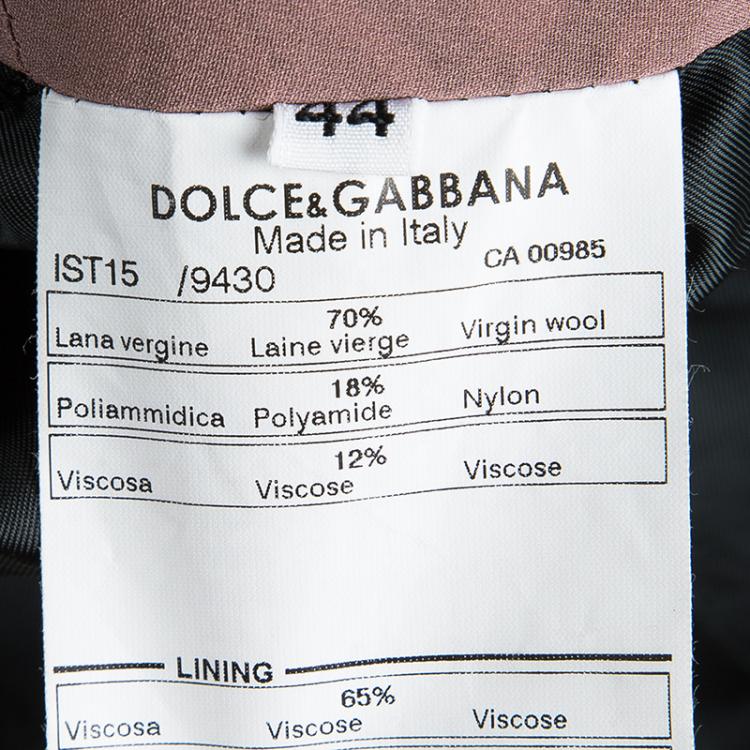 44
DOLCE&GABBANA
Made in Italy
IST15 /9430 CA 00985
70%
Lana vergine Laine vierge Virgin wool
18%
Poliammidica Polyamide Nylon
12%
Viscosa Viscose Viscose
LINING
65%
Viscosa Viscose Viscose